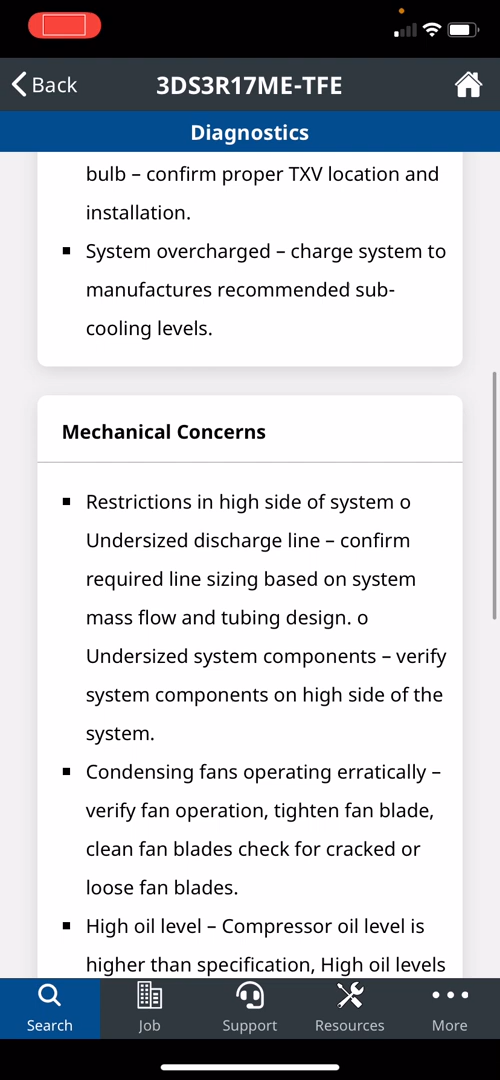 Back
3DS3R17ME-TFE
Diagnostics
bulb – confirm proper TXV location and
installation.
▪ System overcharged – charge system to
manufactures recommended sub-
cooling levels.
Mechanical Concerns
▪ Restrictions in high side of system o
Undersized discharge line – confirm
required line sizing based on system
mass flow and tubing design. o
Undersized system components – verify
system components on high side of the
system.
▪ Condensing fans operating erratically –
verify fan operation, tighten fan blade,
clean fan blades check for cracked or
loose fan blades.
▪ High oil level – Compressor oil level is
higher than specification, High oil levels
Search
Job
Support
Resources
More